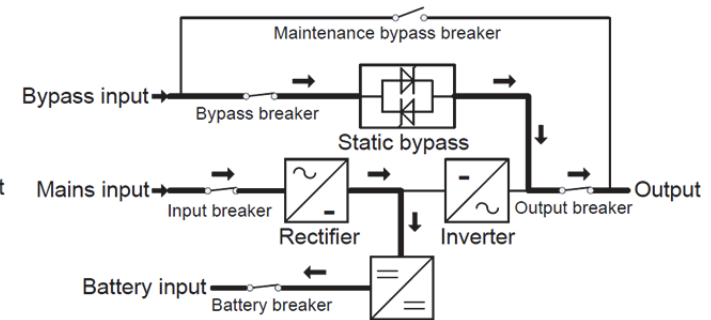 Maintenance bypass breaker
Bypass input
Bypass breaker
Static bypass
t
Mains input
Input breaker
Rectifier
Inverter
Output breaker
Output
Battery input
Battery breaker